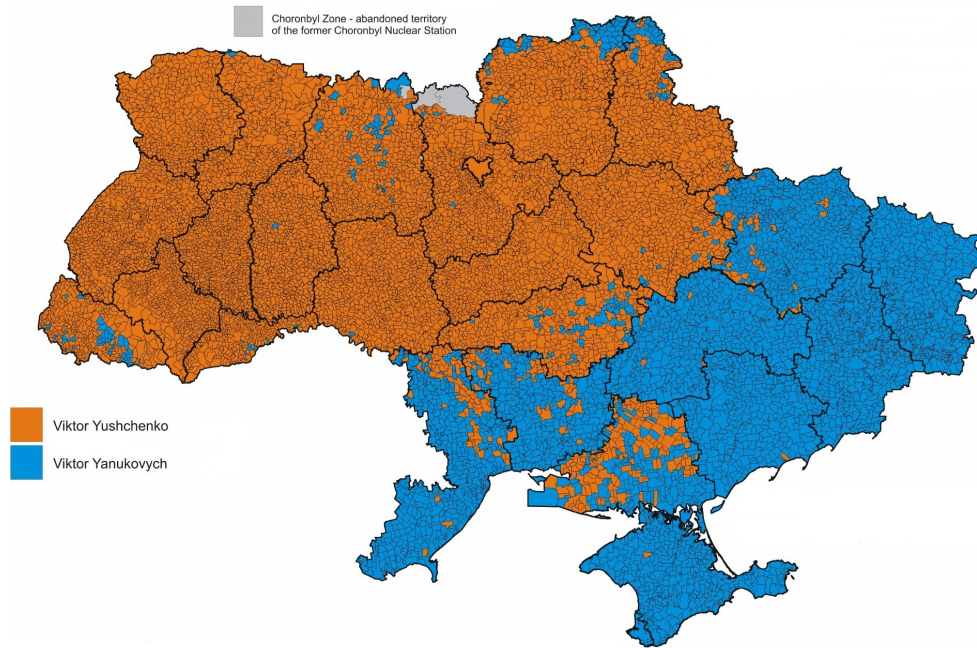 Choronbyl Zone - abandoned territory
of the former Choronbyl Nuclear Station
Viktor Yushchenko
Viktor Yanukovych